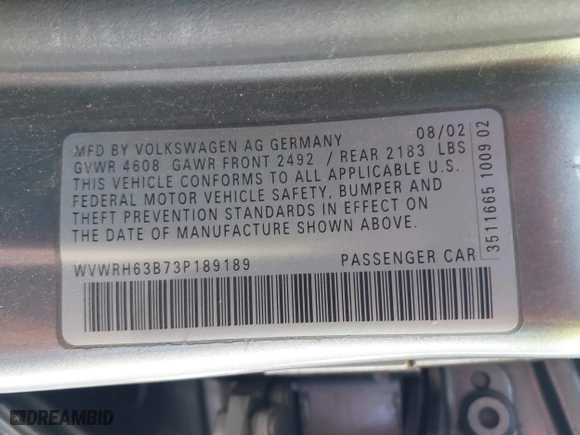 MFD BY VOLKSWAGEN AG GERMANY 08/02
GVWR 4608 GAWR FRONT 2492 / REAR 2183 LBS
THIS VEHICLE CONFORMS TO ALL APPLICABLE U.S.
FEDERAL MOTOR VEHICLE SAFETY, BUMPER AND
THEFT PREVENTION STANDARDS IN EFFECT ON
THE DATE OF MANUFACTURE SHOWN ABOVE.
WVWRH63B73P189189 PASSENGER CAR
3511665 1009 02
DREAMBID